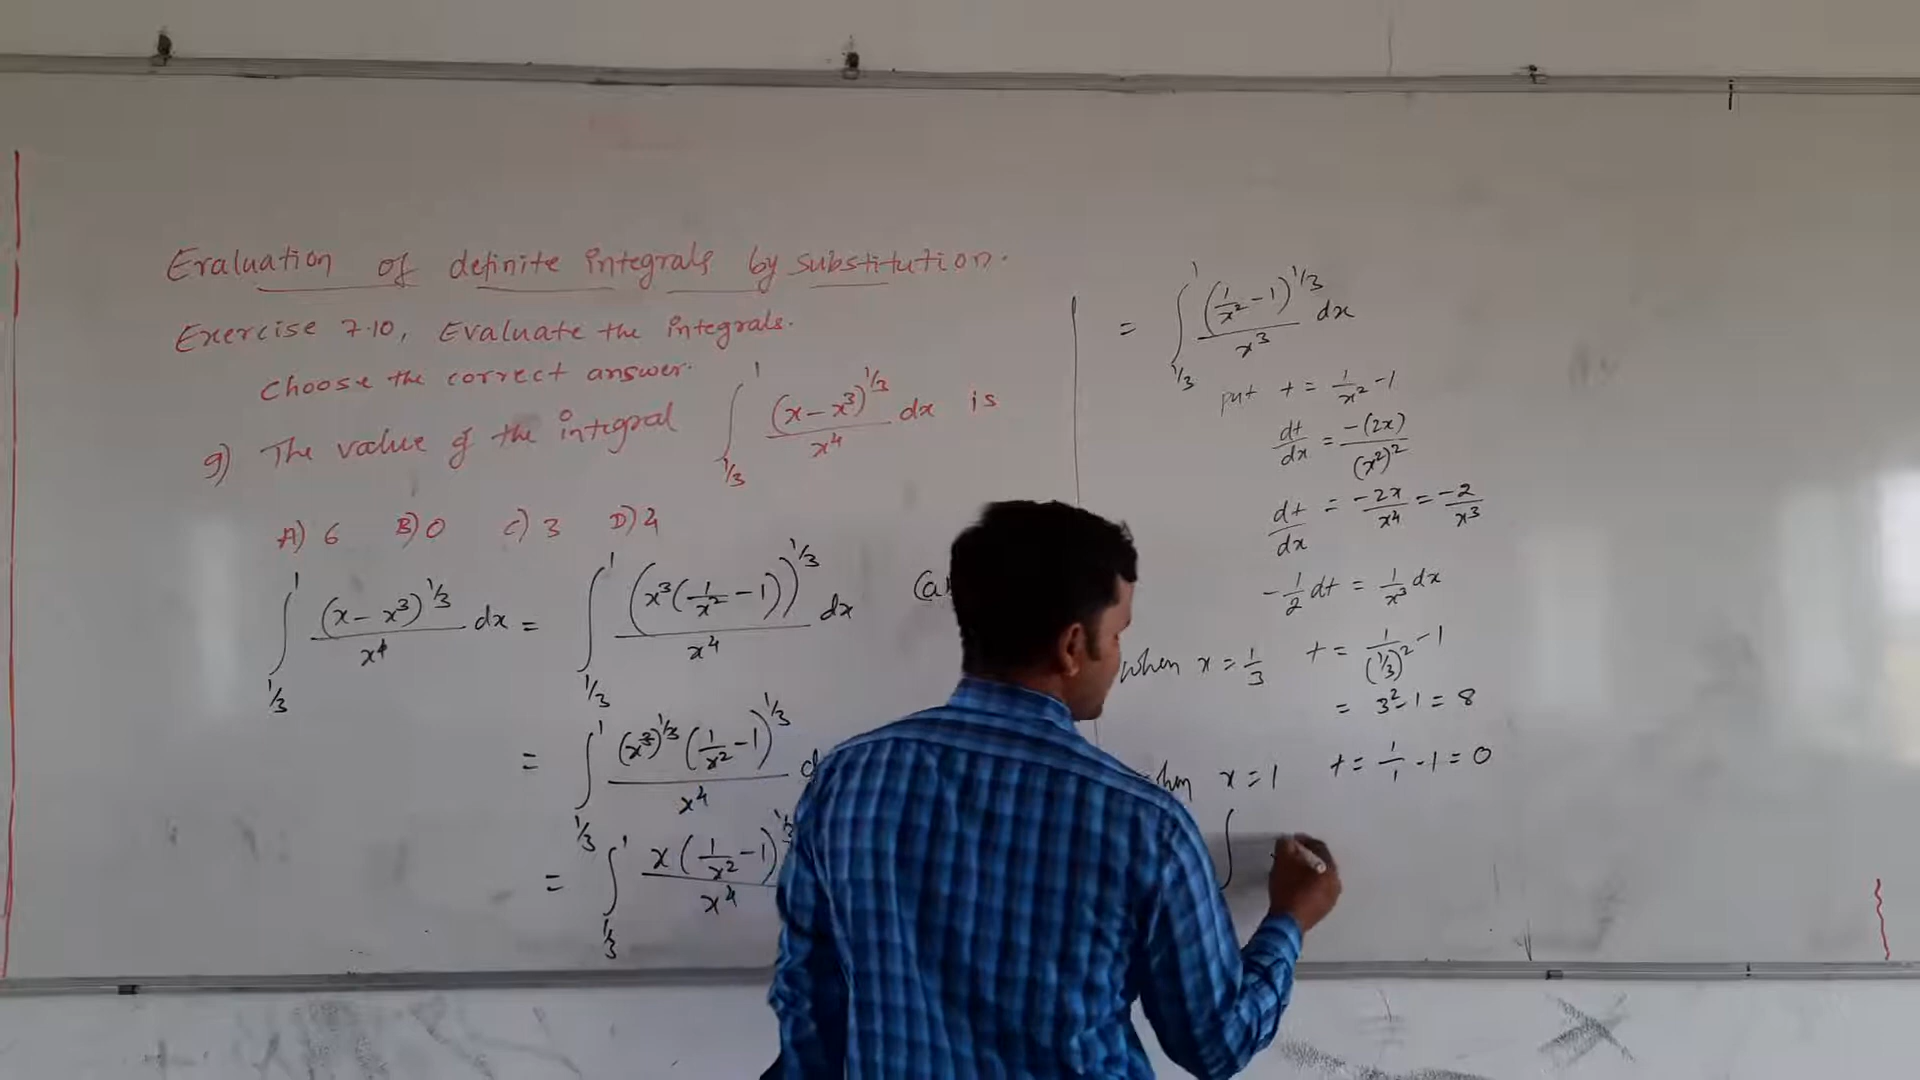 Evaluation of definite integrals by substitution.
Exercise 7.10, Evaluate the integrals.
Choose the correct answer.
9) The value of the integral ∫_{1/3}^{1} (x-x³)^{1/3}/x⁴ dx is
A) 6 B) 0 C) 3 D) 4
∫_{1/3}^{1} (x-x³)^{1/3}/x⁴ dx = ∫_{1/3}^{1} (x³(1/x²-1))^{1/3}/x⁴ dx
= ∫_{1/3}^{1} (x³)^{1/3}(1/x²-1)^{1/3}/x⁴ d
= ∫_{1/3}^{1} x(1/x²-1)^{1/3}/x⁴
= ∫_{1/3}^{1} (1/x²-1)^{1/3}/x³ dx
put t = 1/x²-1
dt/dx = -(2x)/(x²)²
dt/dx = -2x/x⁴ = -2/x³
-1/2 dt = 1/x³ dx
when x = 1/3 t = 1/(1/3)² -1
= 3²-1 = 8
x = 1 t = 1/1 -1 = 0
∫